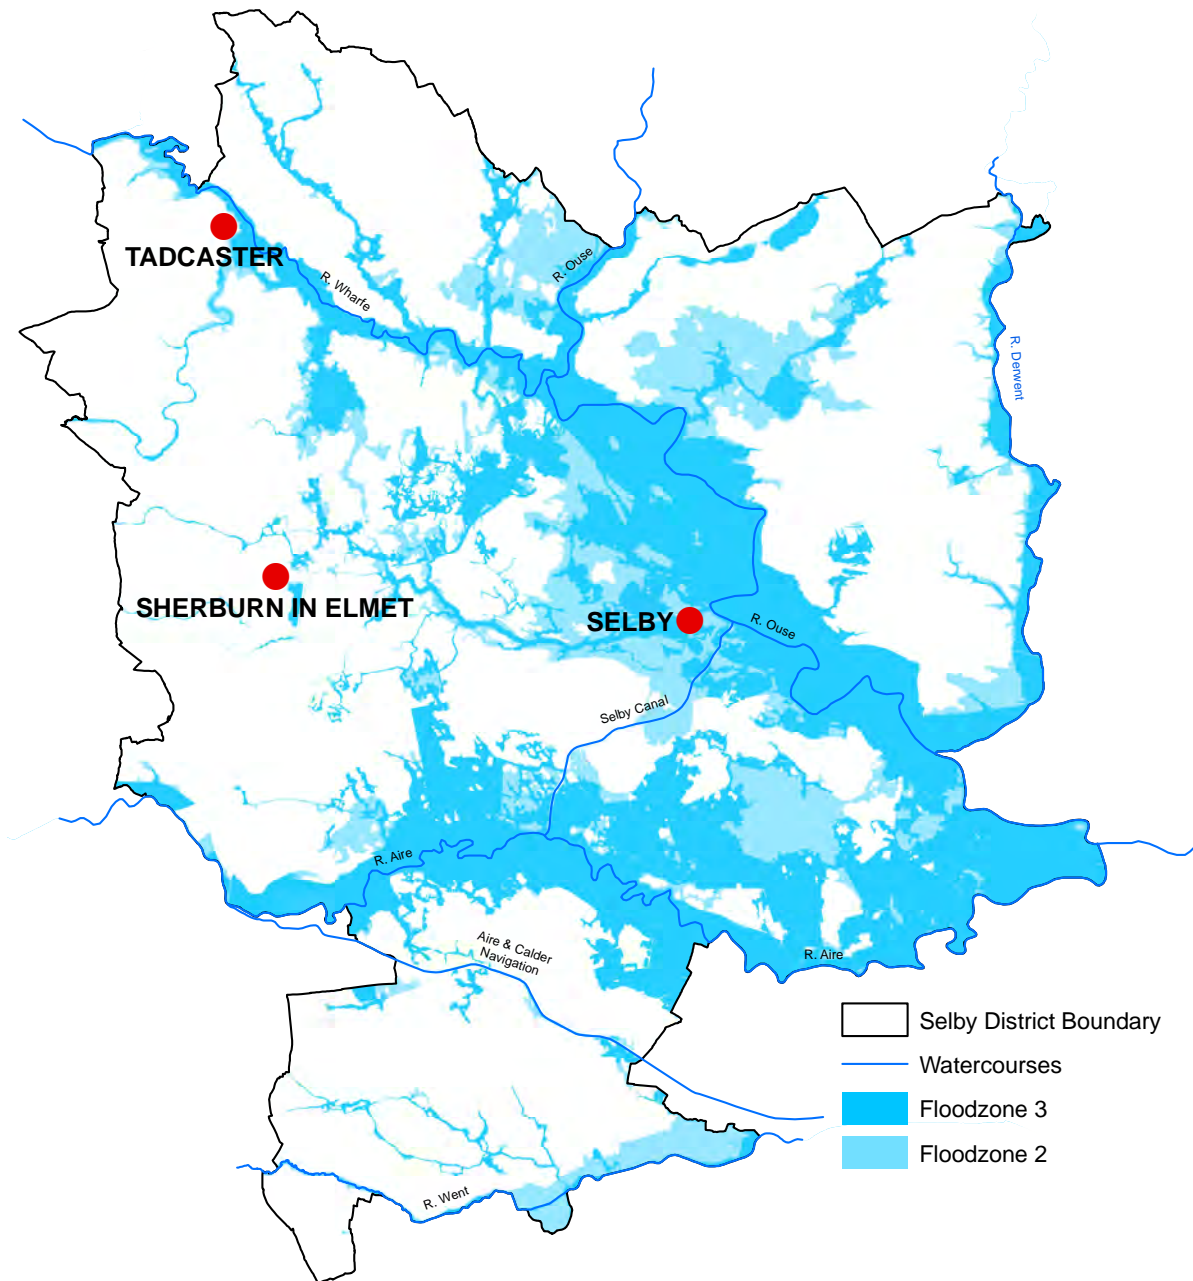 TADCASTER
R. Wharfe
R. Ouse
R. Derwent
SHERBURN IN ELMET
SELBY
R. Ouse
Selby Canal
R. Aire
Aire & Calder
Navigation
R. Aire
R. Went
Selby District Boundary
Watercourses
Floodzone 3
Floodzone 2